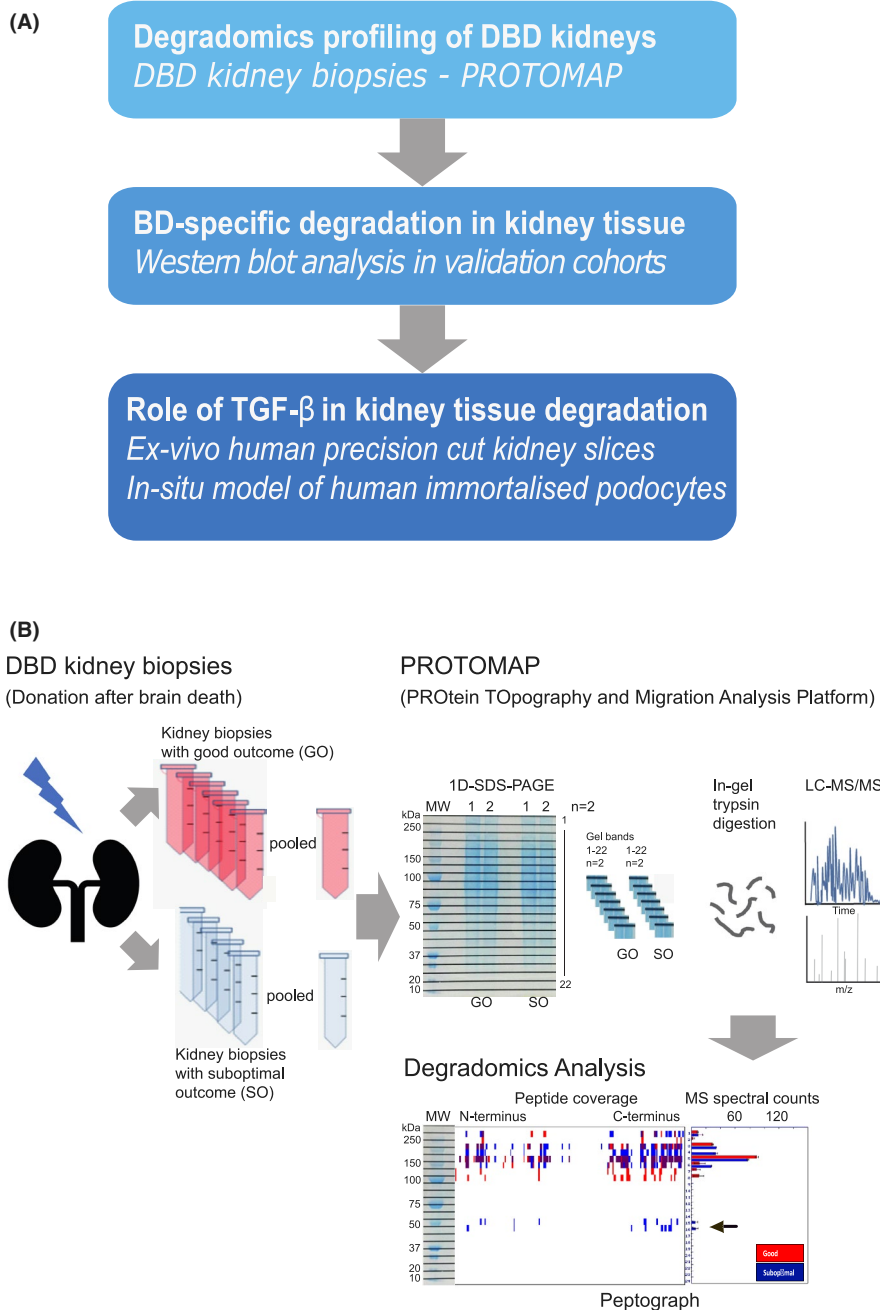 (A)
Degradomics profiling of DBD kidneys
DBD kidney biopsies - PROTOMAP
BD-specific degradation in kidney tissue
Western blot analysis in validation cohorts
Role of TGF-β in kidney tissue degradation
Ex-vivo human precision cut kidney slices
In-situ model of human immortalised podocytes
(B)
DBD kidney biopsies
(Donation after brain death)
Kidney biopsies
with good outcome (GO)
pooled
pooled
Kidney biopsies
with suboptimal
outcome (SO)
PROTOMAP
(PROtein TOpography and Migration Analysis Platform)
1D-SDS-PAGE
kDa MW 1 2 1 2 n=2
250
150
100
75
50
37
20
10
1
22
GO SO
Gel bands
1-22 1-22
n=2 n=2
GO SO
In-gel
trypsin
digestion
LC-MS/MS
Time
m/z
Degradomics Analysis
Peptide coverage
MS spectral counts
kDa MW N-terminus C-terminus 60 120
250
150
100
75
50
37
20
10
Good
Peptograph